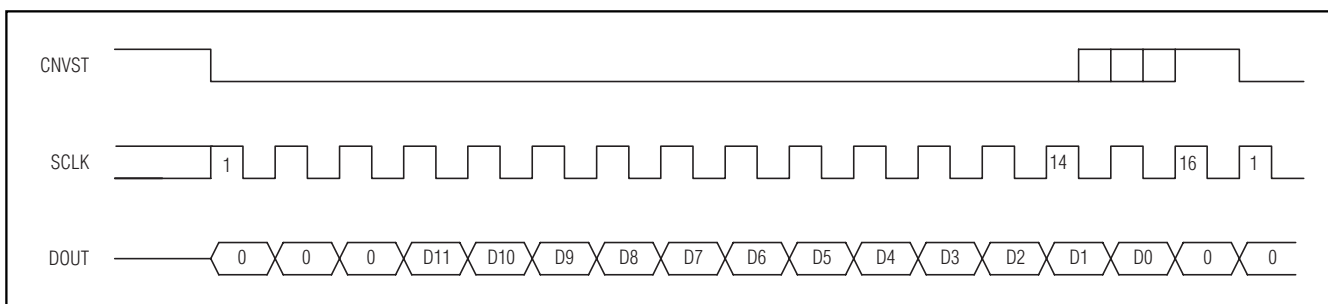 CNVST
SCLK 1 14 16 1
DOUT 0 0 0 D11 D10 D9 D8 D7 D6 D5 D4 D3 D2 D1 D0 0 0